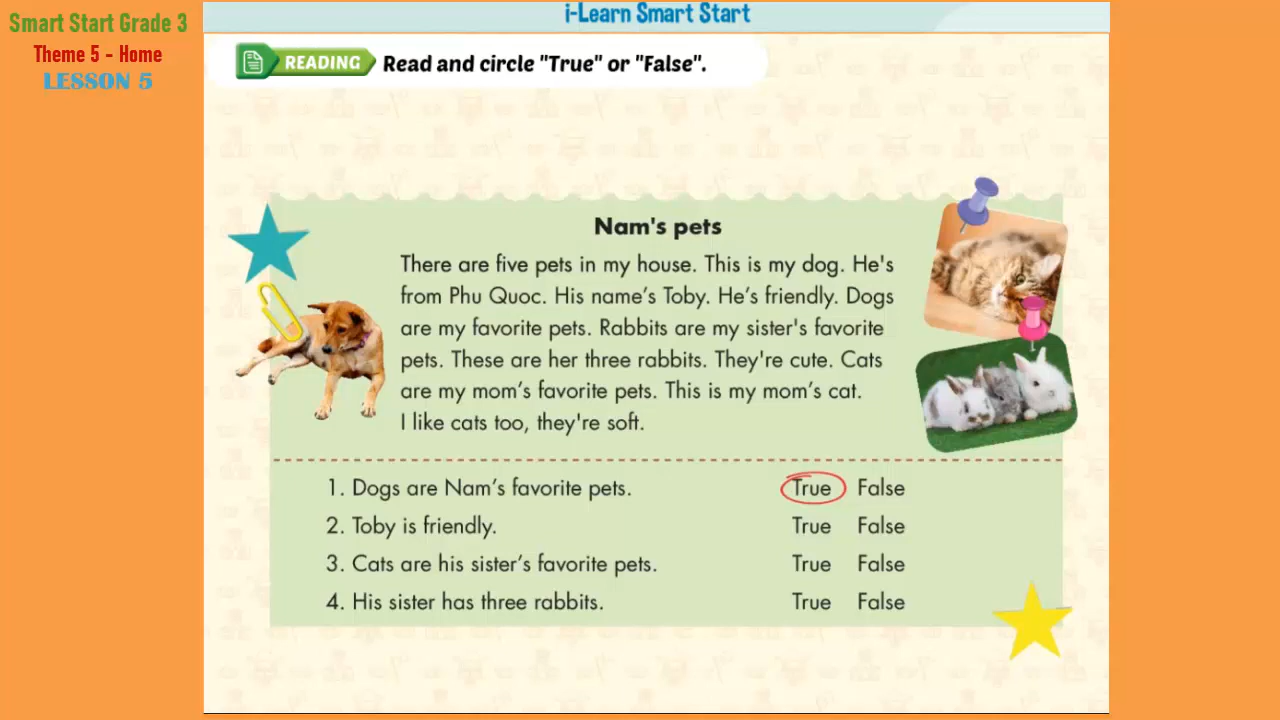 Smart Start Grade 3
Theme 5 - Home
LESSON 5
i-Learn Smart Start
READING Read and circle "True" or "False".
Nam's pets
There are five pets in my house. This is my dog. He's
from Phu Quoc. His name's Toby. He's friendly. Dogs
are my favorite pets. Rabbits are my sister's favorite
pets. These are her three rabbits. They're cute. Cats
are my mom's favorite pets. This is my mom's cat.
I like cats too, they're soft.
1. Dogs are Nam's favorite pets. True False
2. Toby is friendly. True False
3. Cats are his sister's favorite pets. True False
4. His sister has three rabbits. True False